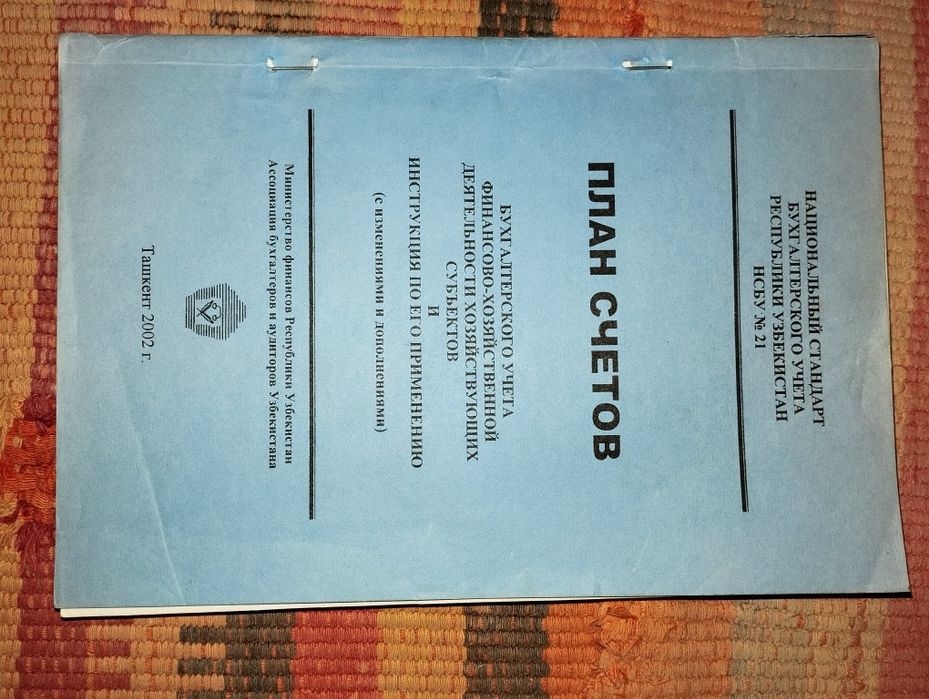 НАЦИОНАЛЬНЫЙ СТАНДАРТ
БУХГАЛТЕРСКОГО УЧЕТА
РЕСПУБЛИКИ УЗБЕКИСТАН
НСБУ № 21
ПЛАН СЧЕТОВ
БУХГАЛТЕРСКОГО УЧЕТА
ФИНАНСОВО-ХОЗЯЙСТВЕННОЙ
ДЕЯТЕЛЬНОСТИ ХОЗЯЙСТВУЮЩИХ
СУБЪЕКТОВ
И
ИНСТРУКЦИЯ ПО ЕГО ПРИМЕНЕНИЮ
(с изменениями и дополнениями)
Министерство финансов Республики Узбекистан
Ассоциация бухгалтеров и аудиторов Узбекистана
Ташкент 2002 г.